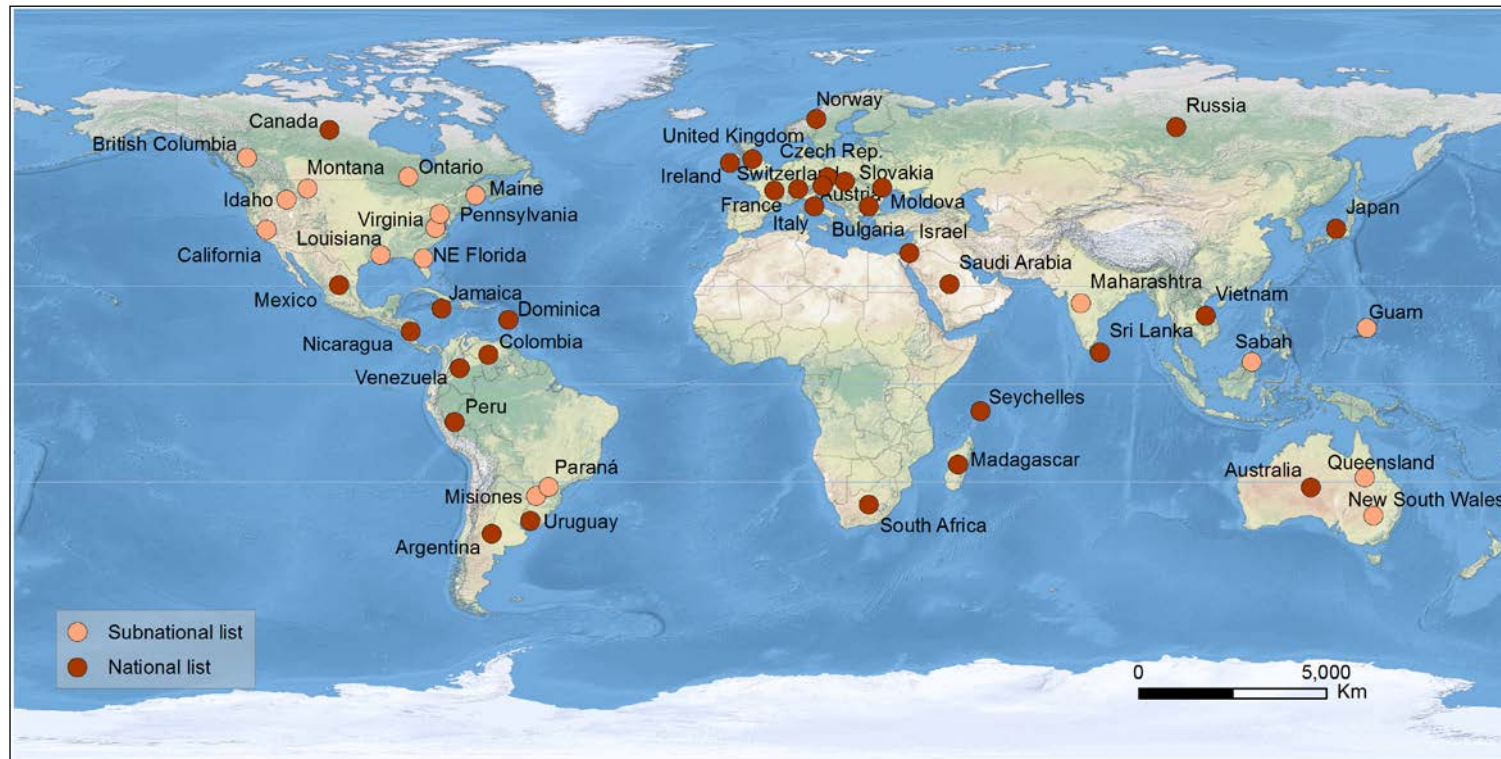 Norway
Russia
Canada
United Kingdom
British Columbia
Czech Rep.
Montana
Ontario
Ireland
Switzerland
Slovakia
Idaho
Maine
France
Austria
Moldova
Virginia
Pennsylvania
Italy
Bulgaria
Israel
Japan
California
Louisiana
NE Florida
Saudi Arabia
Maharashtra
Mexico
Jamaica
Dominica
Vietnam
Guam
Nicaragua
Colombia
Sri Lanka
Sabah
Venezuela
Seychelles
Peru
Madagascar
Paraná
Australia
Queensland
Misiones
New South Wales
Uruguay
South Africa
Argentina
Subnational list
National list
0 5,000
Km